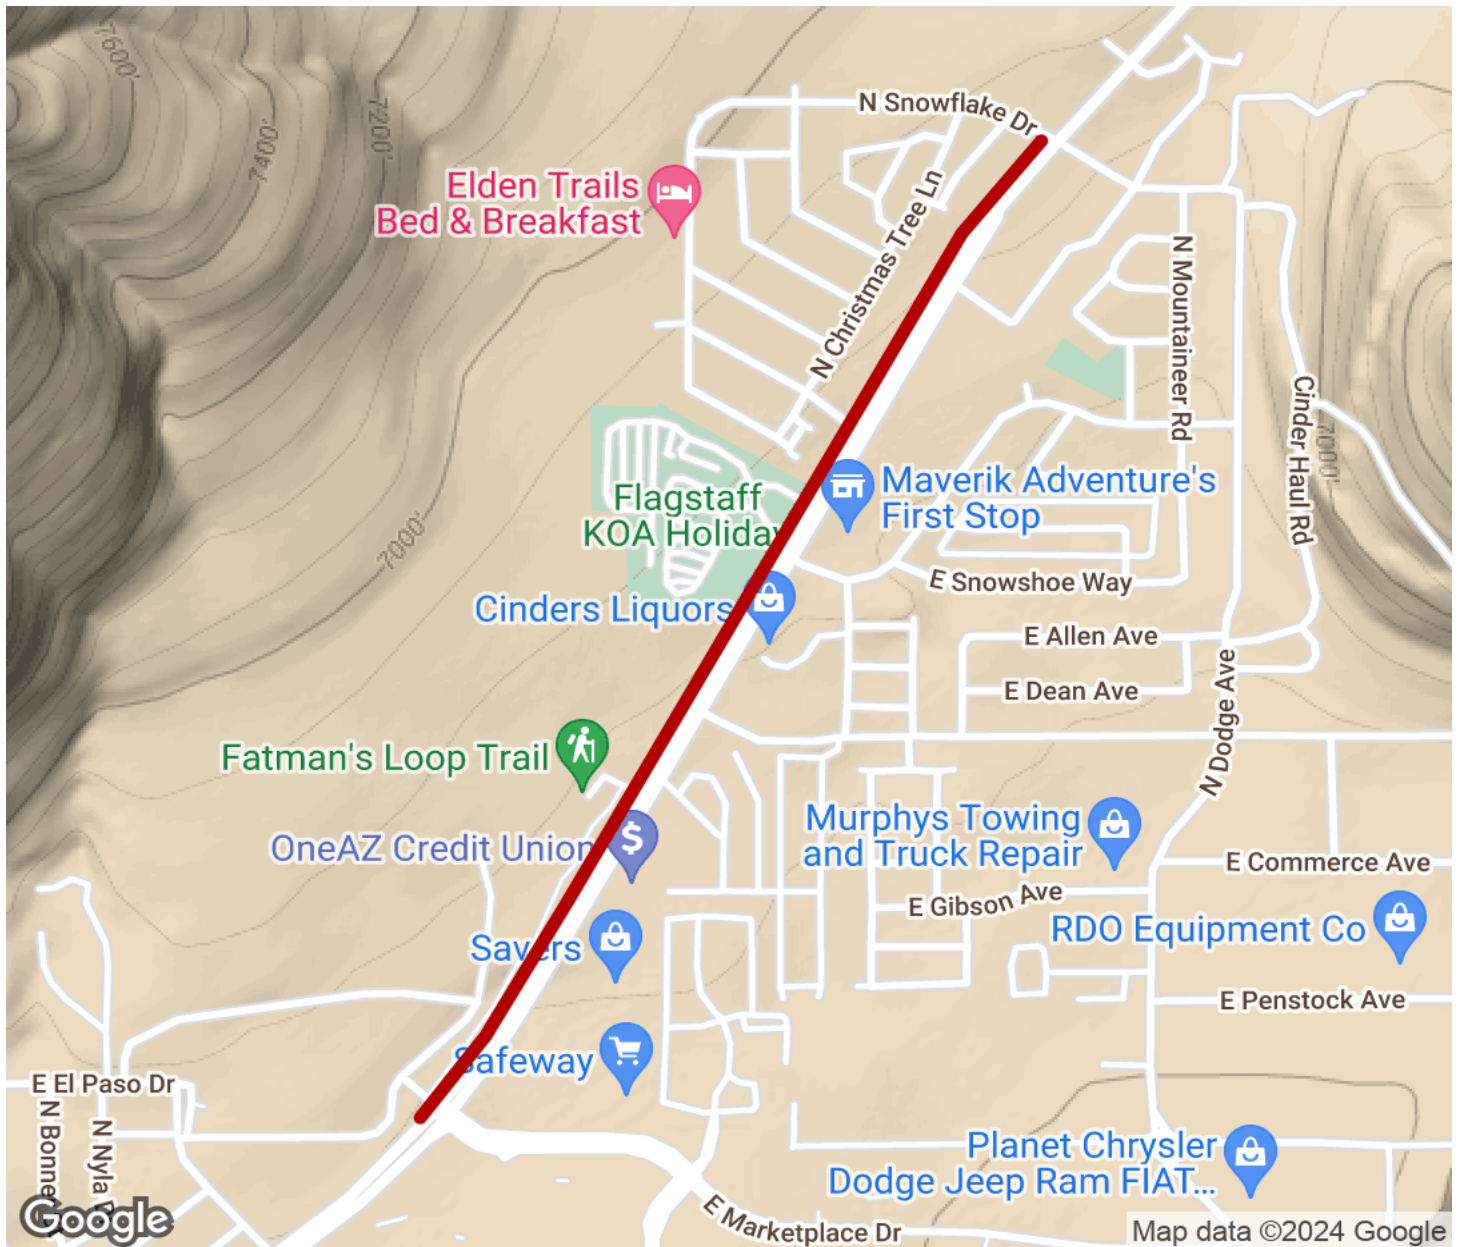 7600'
7400'
7200'
N Snowflake Dr
Elden Trails
Bed & Breakfast
N Christmas Tree Ln
N Mountaineer Rd
Cinder Haul Rd
7000'
Flagstaff
KOA Holiday
Maverik Adventure's
First Stop
7000'
E Snowshoe Way
Cinders Liquors
E Allen Ave
E Dean Ave
N Dodge Ave
Fatman's Loop Trail
OneAZ Credit Union
Murphys Towing
and Truck Repair
E Commerce Ave
E Gibson Ave
RDO Equipment Co
Savers
E Penstock Ave
Safeway
E El Paso Dr
N Bonne
N Nyla D
Planet Chrysler
Dodge Jeep Ram FIAT...
E Marketplace Dr
Google
Map data ©2024 Google